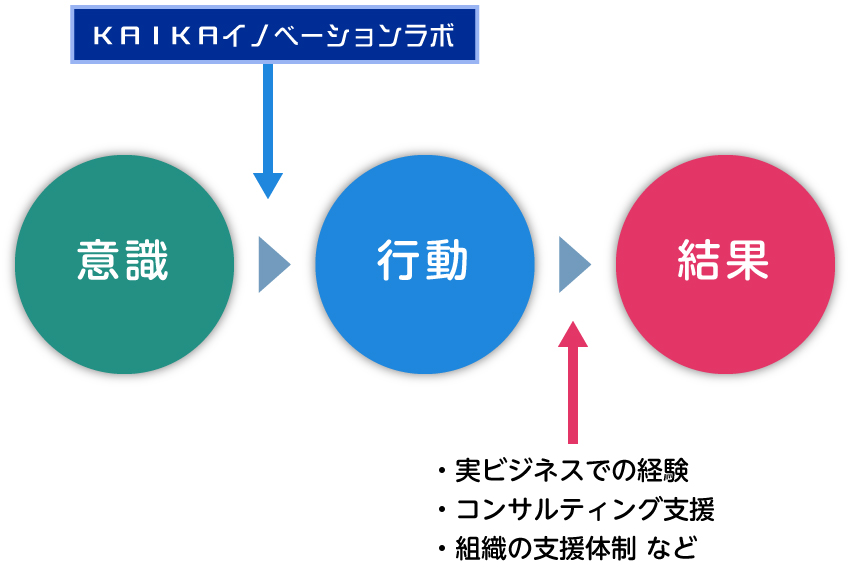 KAIKAイノベーションラボ
意識
行動
結果
・実ビジネスでの経験
・コンサルティング支援
・組織の支援体制 など